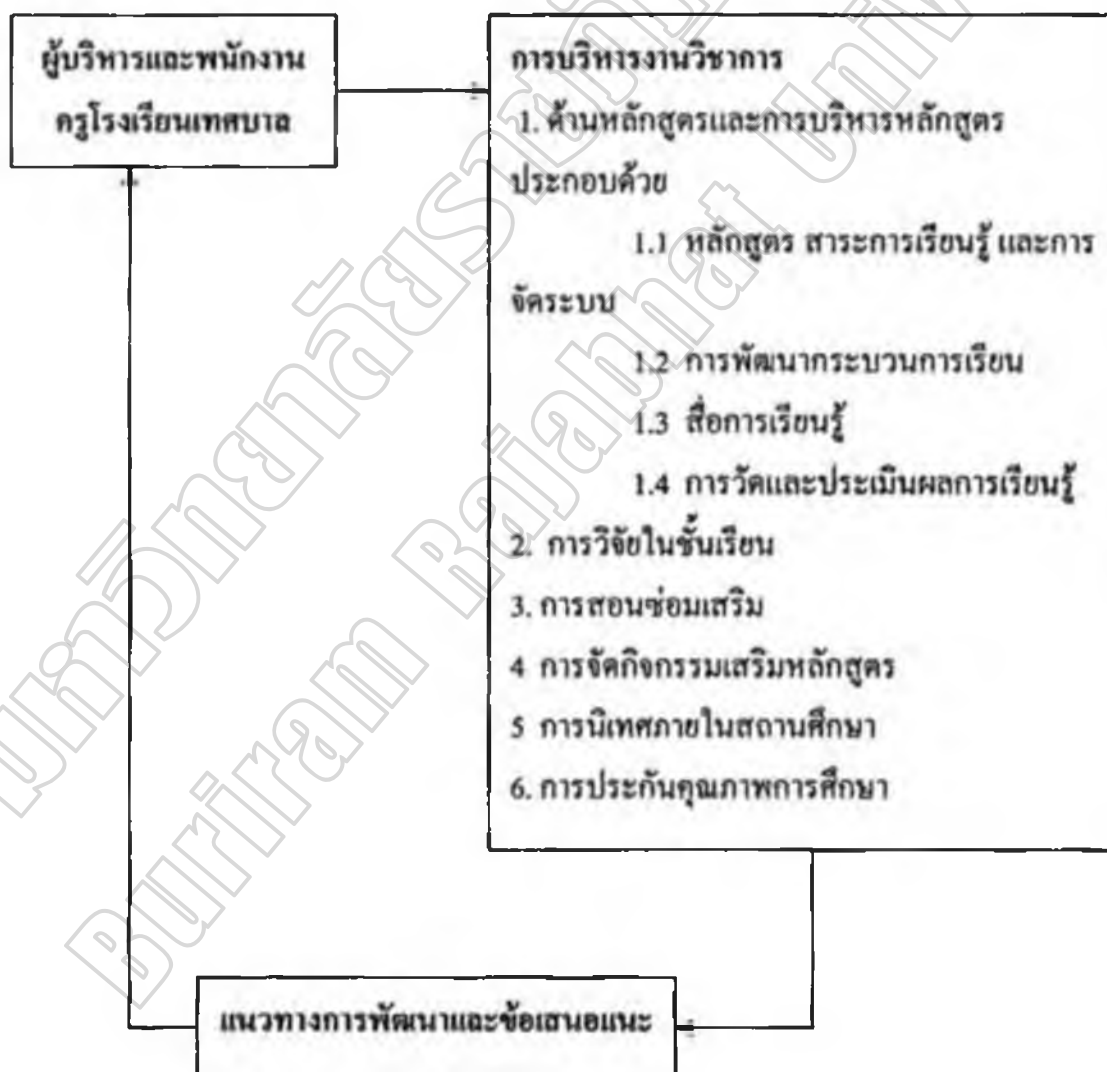 ผู้บริหารและพนักงาน
ครูโรงเรียนเทศบาล
การบริหารงานวิชาการ
1. ด้านหลักสูตรและการบริหารหลักสูตร
ประกอบด้วย
1.1 หลักสูตร สาระการเรียนรู้ และการ
จัดระบบ
1.2 การพัฒนากระบวนการเรียน
1.3 สื่อการเรียนรู้
1.4 การวัดและประเมินผลการเรียนรู้
2. การวิจัยในชั้นเรียน
3. การสอนซ่อมเสริม
4 การจัดกิจกรรมเสริมหลักสูตร
5 การนิเทศภายในสถานศึกษา
6. การประกันคุณภาพการศึกษา
แนวทางการพัฒนาและข้อเสนอแนะ
Buriram Rajabhat